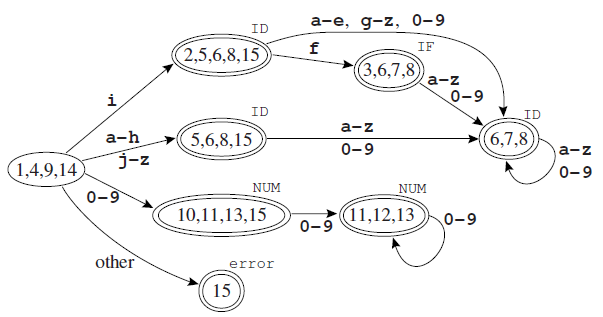 a-e, g-z, 0-9
ID
f
IF
2,5,6,8,15
3,6,7,8
a-z
0-9
i
ID
ID
a-h
j-z
5,6,8,15
a-z
0-9
6,7,8
a-z
0-9
1,4,9,14
0-9
NUM
NUM
10,11,13,15
0-9
11,12,13
0-9
other
error
15